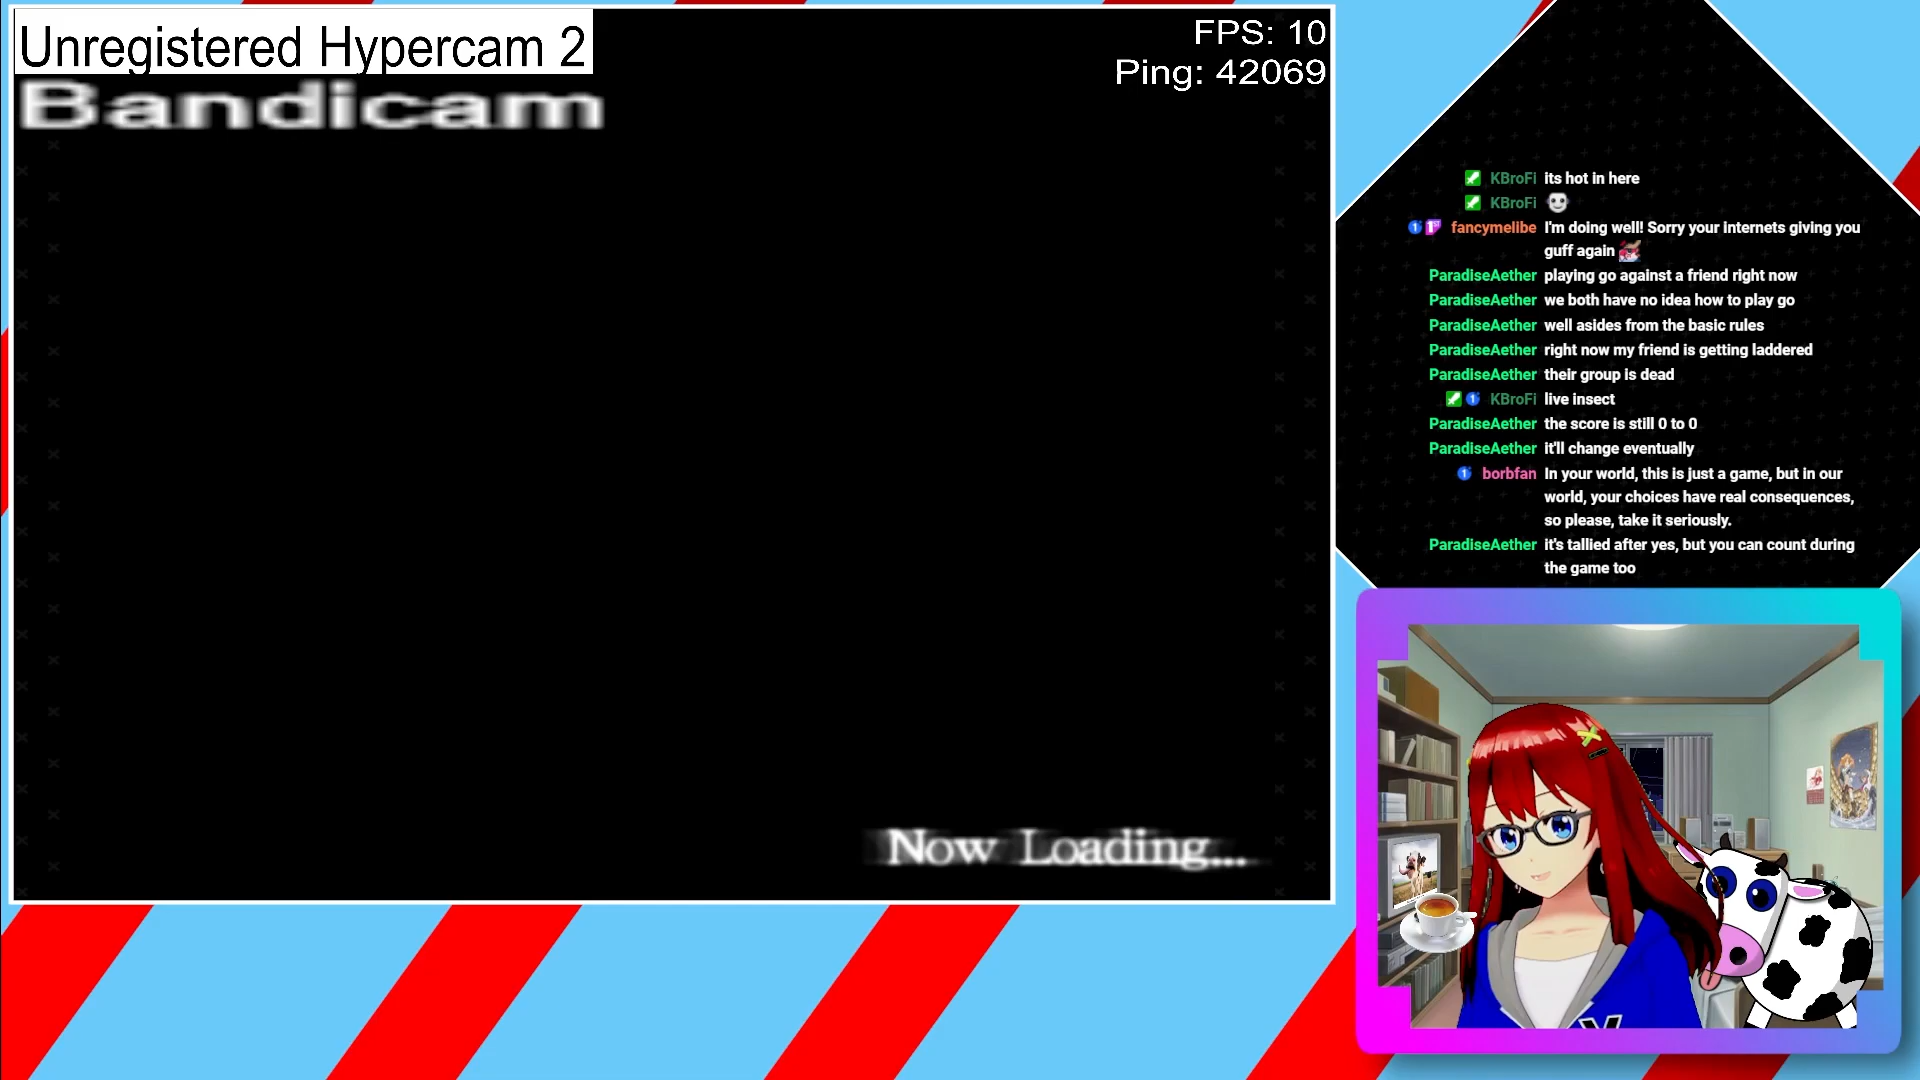 Unregistered Hypercam 2
Bandicam
FPS: 10
Ping: 42069
Now Loading...
KBroFi its hot in here
KBroFi
fancymelibe I'm doing well! Sorry your internets giving you
guff again
ParadiseAether playing go against a friend right now
ParadiseAether we both have no idea how to play go
ParadiseAether well asides from the basic rules
ParadiseAether right now my friend is getting laddered
ParadiseAether their group is dead
KBroFi live insect
ParadiseAether the score is still 0 to 0
ParadiseAether it'll change eventually
borbfan In your world, this is just a game, but in our
world, your choices have real consequences,
so please, take it seriously.
ParadiseAether it's tallied after yes, but you can count during
the game too